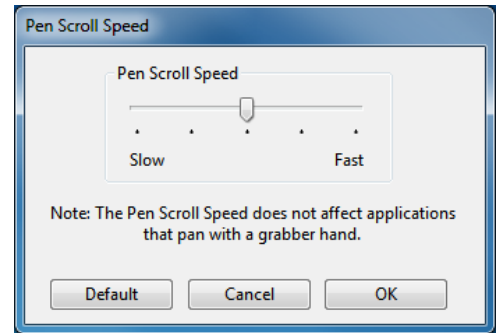 Pen Scroll Speed
Pen Scroll Speed
Slow Fast
Note: The Pen Scroll Speed does not affect applications
that pan with a grabber hand.
Default Cancel OK